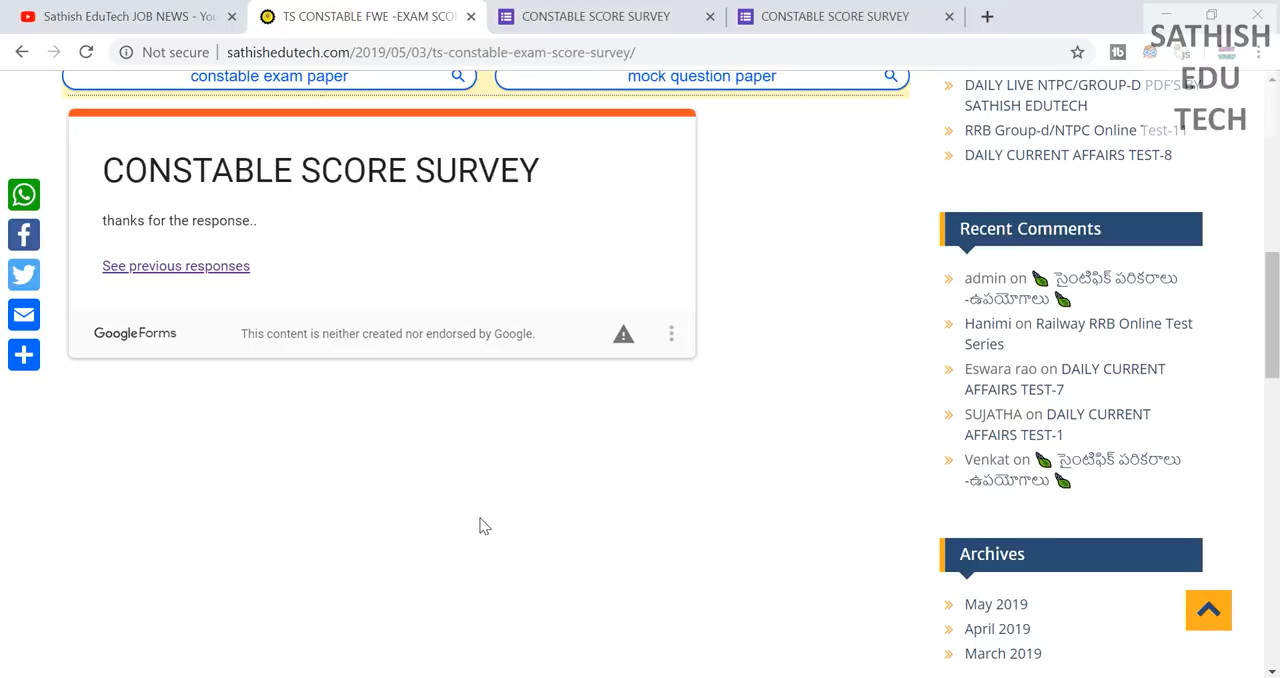 Sathish EduTech JOB NEWS - You
TS CONSTABLE FWE -EXAM SCO
CONSTABLE SCORE SURVEY
CONSTABLE SCORE SURVEY
Not secure
sathishedutech.com/2019/05/03/ts-constable-exam-score-survey/
SATHISH
EDU
TECH
constable exam paper
mock question paper
CONSTABLE SCORE SURVEY
thanks for the response..
See previous responses
Google Forms
This content is neither created nor endorsed by Google.
DAILY LIVE NTPC/GROUP-D PDF'S BY
SATHISH EDUTECH
RRB Group-d/NTPC Online Test-11
DAILY CURRENT AFFAIRS TEST-8
Recent Comments
admin on సైంటిఫిక్ పరికరాలు
-ఉపయోగాలు
Hanimi on Railway RRB Online Test
Series
Eswara rao on DAILY CURRENT
AFFAIRS TEST-7
SUJATHA on DAILY CURRENT
AFFAIRS TEST-1
Venkat on సైంటిఫిక్ పరికరాలు
-ఉపయోగాలు
Archives
May 2019
April 2019
March 2019